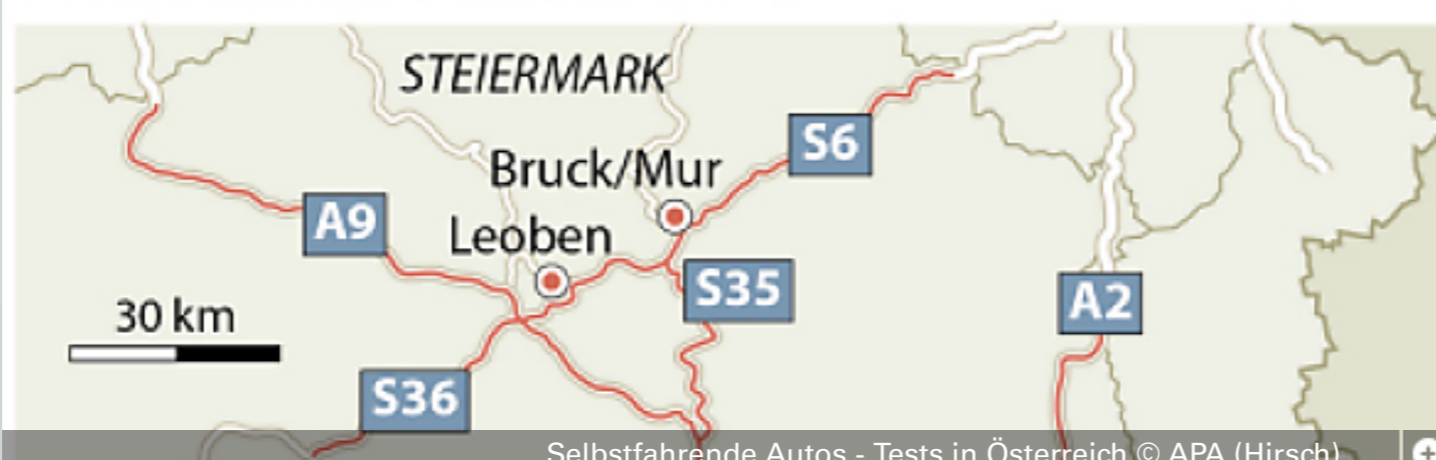 STEIERMARK
S6
Bruck/Mur
A9
Leoben
S35
A2
30 km
S36
Selbstfahrende Autos - Tests in Österreich © APA (Hirsch)